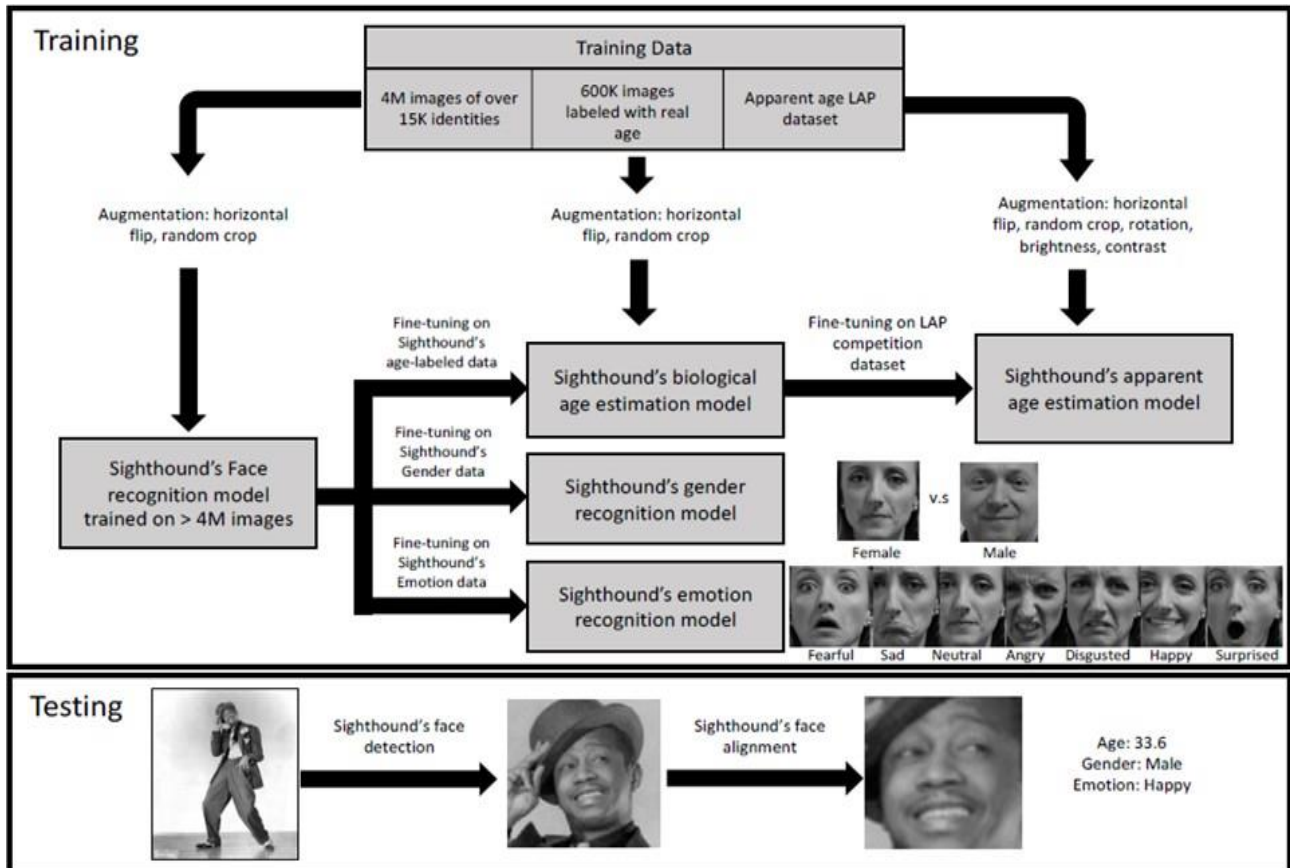 Training
Training Data
4M images of over
15K identities
600K images
labeled with real
age
Apparent age LAP
dataset
Augmentation: horizontal
flip, random crop
Augmentation: horizontal
flip, random crop
Augmentation: horizontal
flip, random crop, rotation,
brightness, contrast
Fine-tuning on
Sighthound's
age-labeled data
Sighthound's biological
age estimation model
Fine-tuning on LAP
competition
dataset
Sighthound's apparent
age estimation model
Sighthound's Face
recognition model
trained on > 4M images
Fine-tuning on
Sighthound's
Gender data
Sighthound's gender
recognition model
v.s
Female
Male
Fine-tuning on
Sighthound's
Emotion data
Sighthound's emotion
recognition model
Fearful Sad Neutral Angry Disgusted Happy Surprised
Testing
Sighthound's face
detection
Sighthound's face
alignment
Age: 33.6
Gender: Male
Emotion: Happy